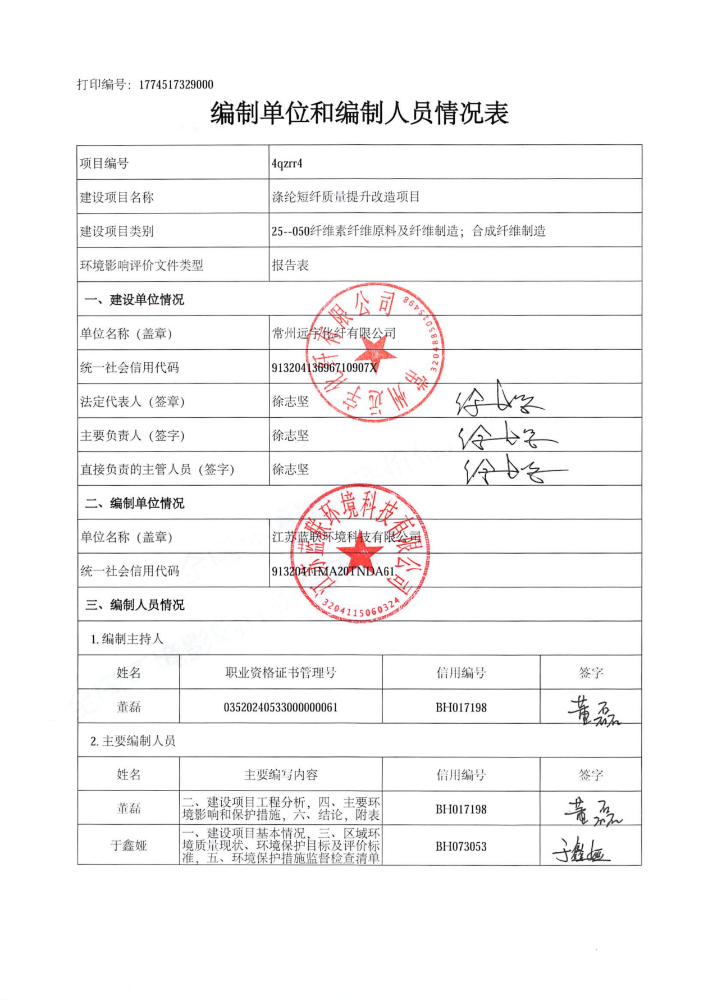 打印编号：1774517329000
编制单位和编制人员情况表
项目编号 4qzrr4
建设项目名称 涤纶短纤质量提升改造项目
建设项目类别 25--050纤维素纤维原料及纤维制造；合成纤维制造
环境影响评价文件类型 报告表
一、建设单位情况
单位名称（盖章） 常州远宇化纤有限公司
统一社会信用代码 91320413696710907X
法定代表人（签章） 徐志坚
主要负责人（签字） 徐志坚
直接负责的主管人员（签字） 徐志坚
常州远宇化纤有限公司
3204885015498
二、编制单位情况
单位名称（盖章） 江苏蓝联环境科技有限公司
统一社会信用代码 91320411MA20TNDA61
江苏蓝联环境科技有限公司
3204115060324
三、编制人员情况
1.编制主持人
姓名 职业资格证书管理号 信用编号 签字
董磊 03520240533000000061 BH017198 董磊
2.主要编制人员
姓名 主要编写内容 信用编号 签字
董磊 二、建设项目工程分析，四、主要环
境影响和保护措施，六、结论，附表 BH017198 董磊
于鑫娅 一、建设项目基本情况，三、区域环
境质量现状、环境保护目标及评价标
准，五、环境保护措施监督检查清单 BH073053 于鑫娅